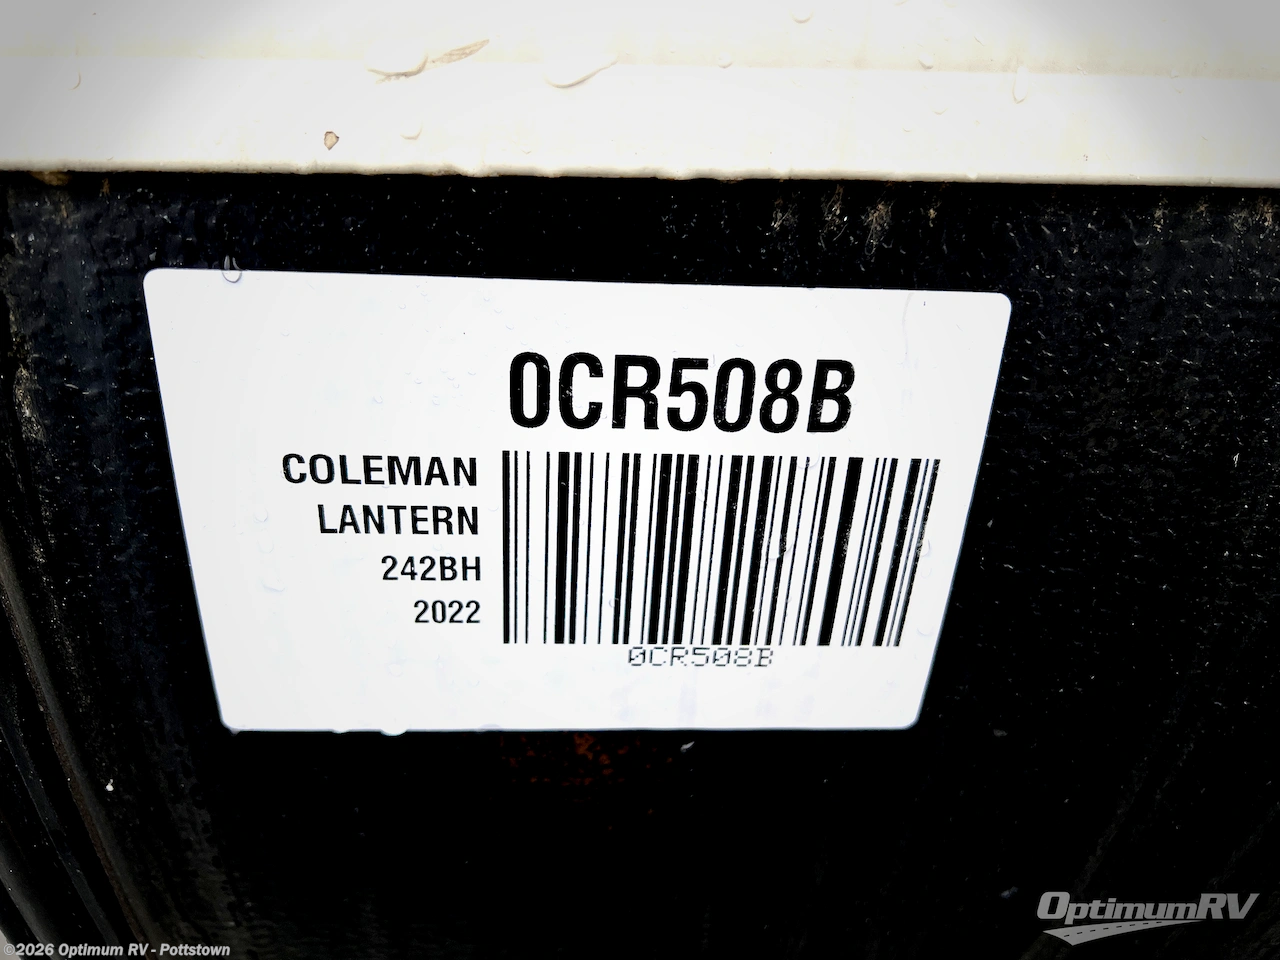 0CR508B
COLEMAN
LANTERN
242BH
2022
0CR508B
OptimumRV
©2026 Optimum RV - Pottstown